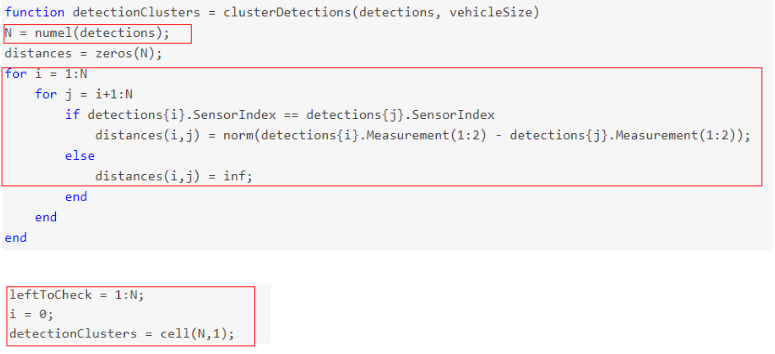 function detectionClusters = clusterDetections(detections, vehicleSize)
N = numel(detections);
distances = zeros(N);
for i = 1:N
    for j = i+1:N
        if detections{i}.SensorIndex == detections{j}.SensorIndex
            distances(i,j) = norm(detections{i}.Measurement(1:2) - detections{j}.Measurement(1:2));
        else
            distances(i,j) = inf;
        end
    end
end
leftToCheck = 1:N;
i = 0;
detectionClusters = cell(N,1);